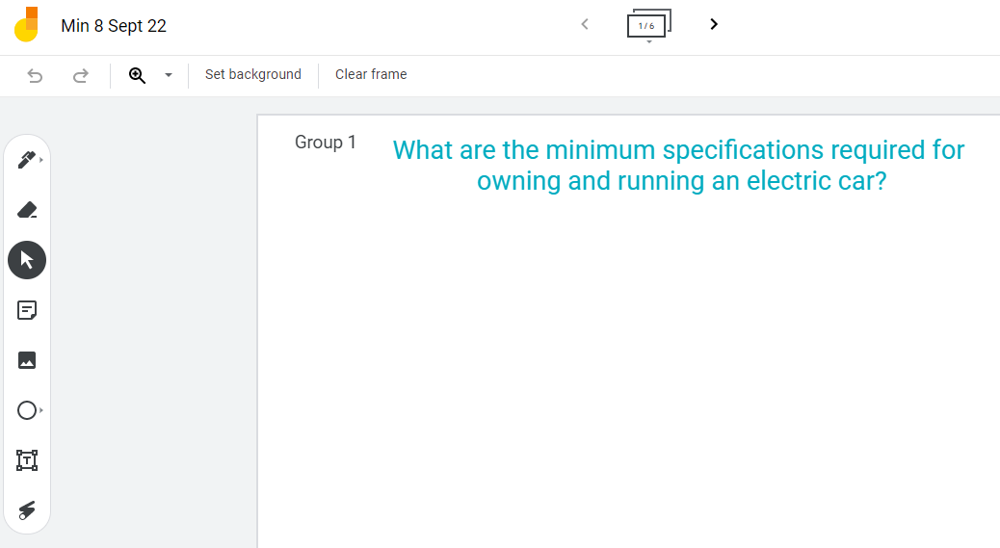 Min 8 Sept 22
1 / 6
Set background
Clear frame
Group 1
What are the minimum specifications required for
owning and running an electric car?
T